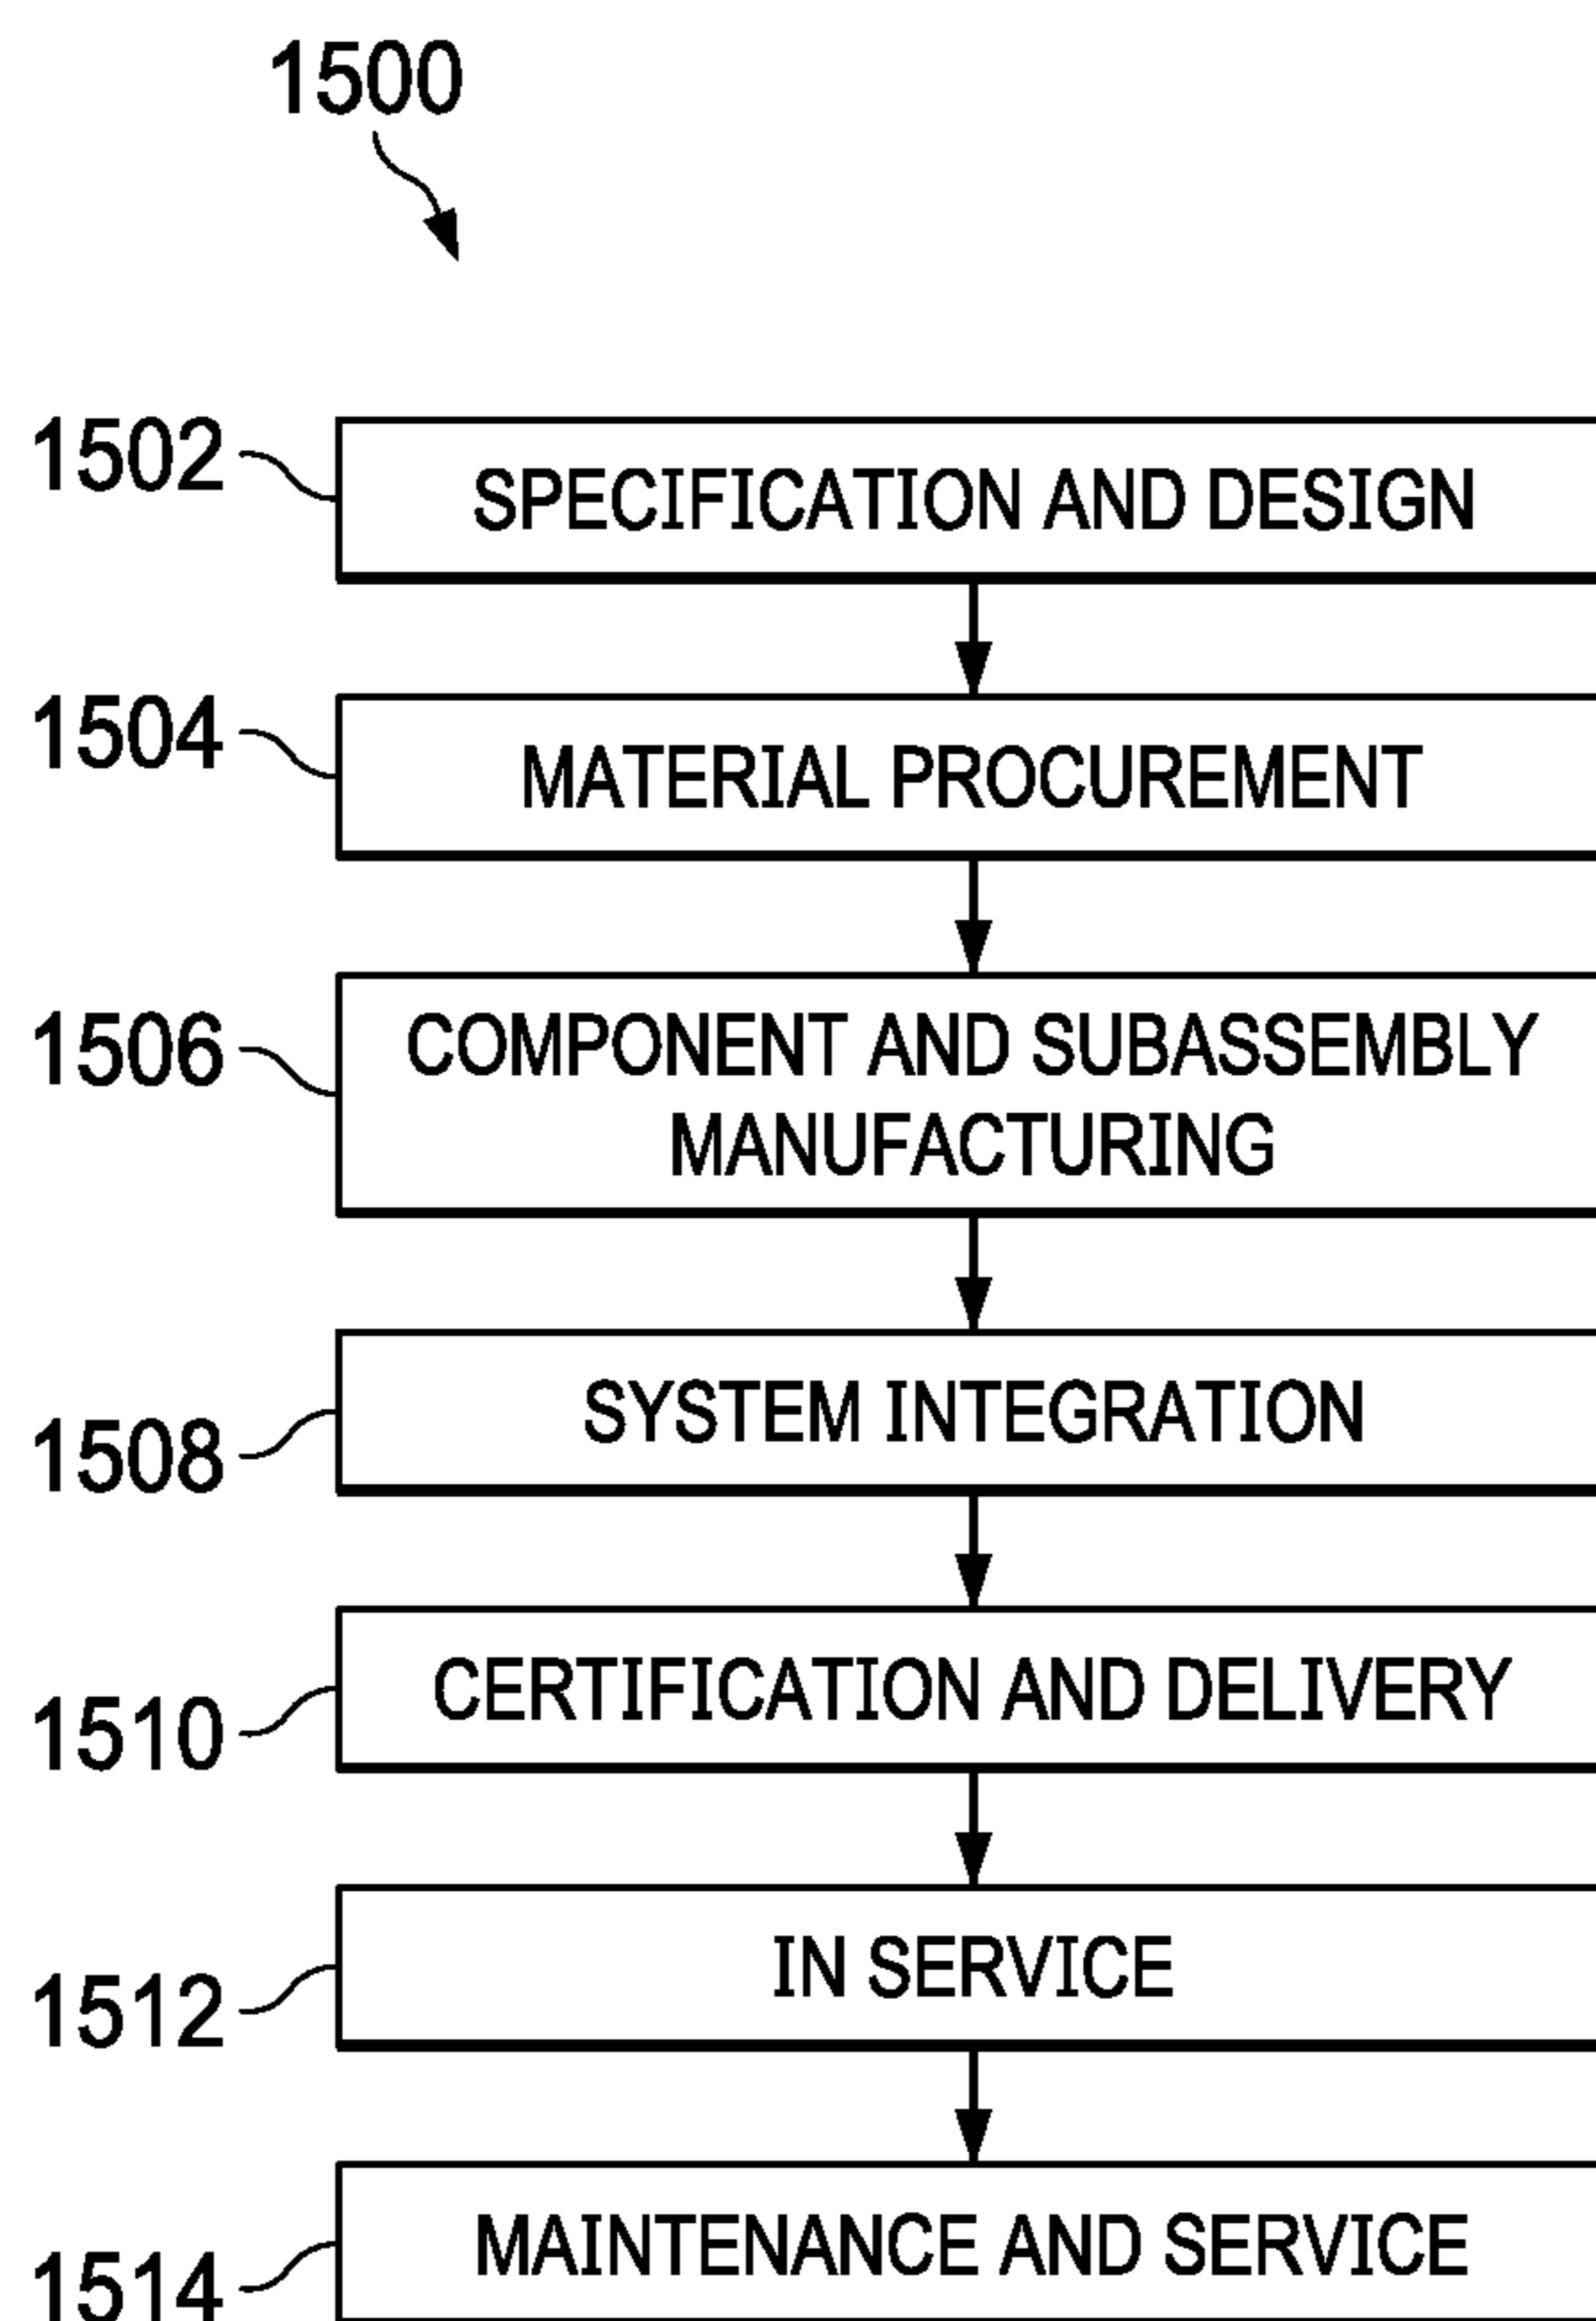 1500
1502
SPECIFICATION AND DESIGN
1504
MATERIAL PROCUREMENT
1506
COMPONENT AND SUBASSEMBLY
MANUFACTURING
1508
SYSTEM INTEGRATION
1510
CERTIFICATION AND DELIVERY
1512
IN SERVICE
1514
MAINTENANCE AND SERVICE